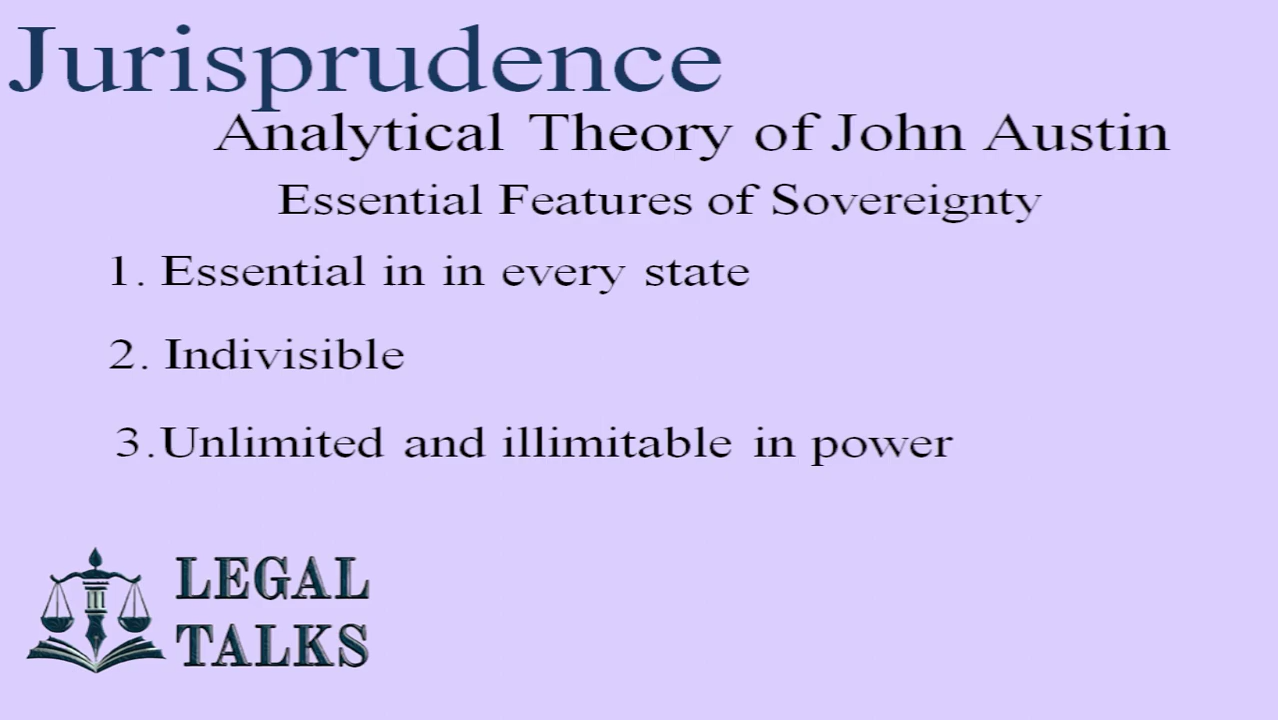 Jurisprudence
Analytical Theory of John Austin
Essential Features of Sovereignty
1. Essential in in every state
2. Indivisible
3.Unlimited and illimitable in power
LEGAL
TALKS